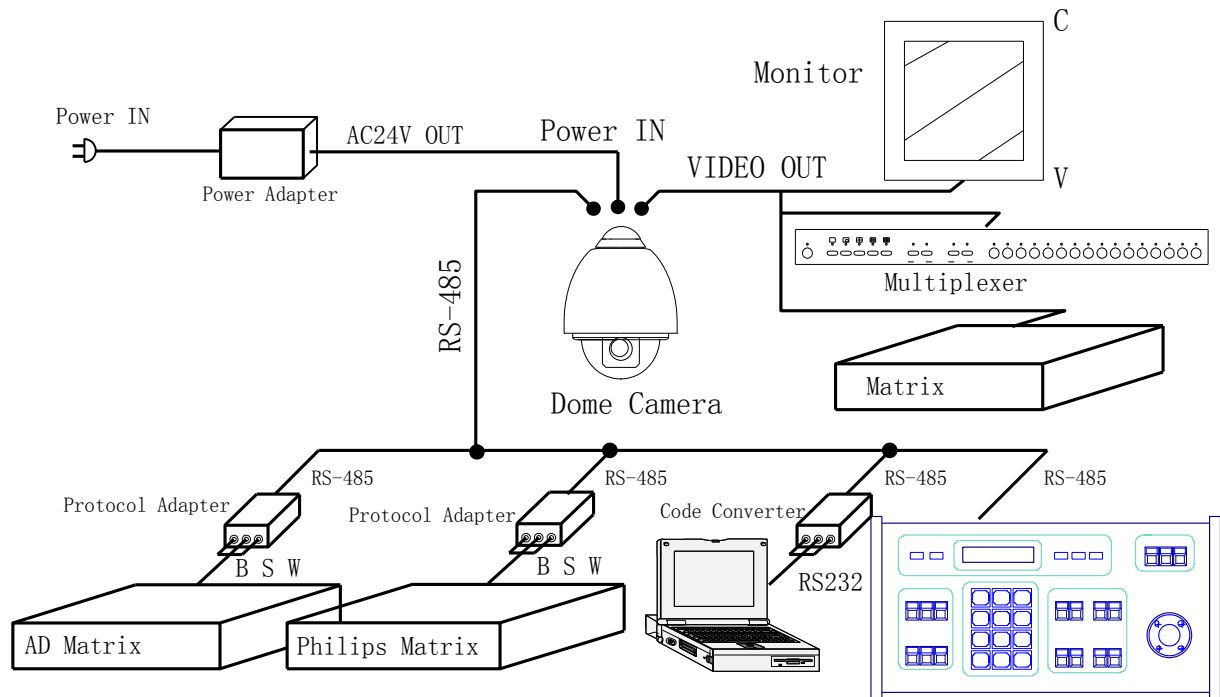 C
Monitor
Power IN
AC24V OUT
Power IN
VIDEO OUT
Power Adapter
V
RS-485
Multiplexer
Matrix
Dome Camera
RS-485
RS-485
RS-485
RS-485
Protocol Adapter
Protocol Adapter
Code Converter
B S W
B S W
RS232
AD Matrix
Philips Matrix